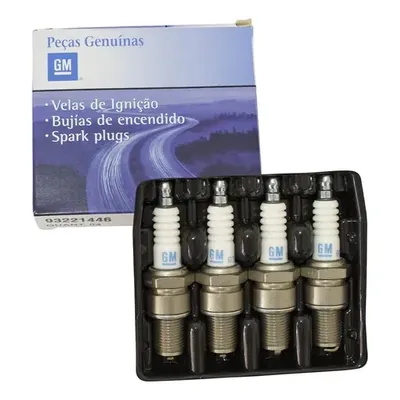 Peças Genuínas
GM
• Velas de Ignição
• Bujías de encendido
• Spark plugs
93221446
GM
GM
GM
GM